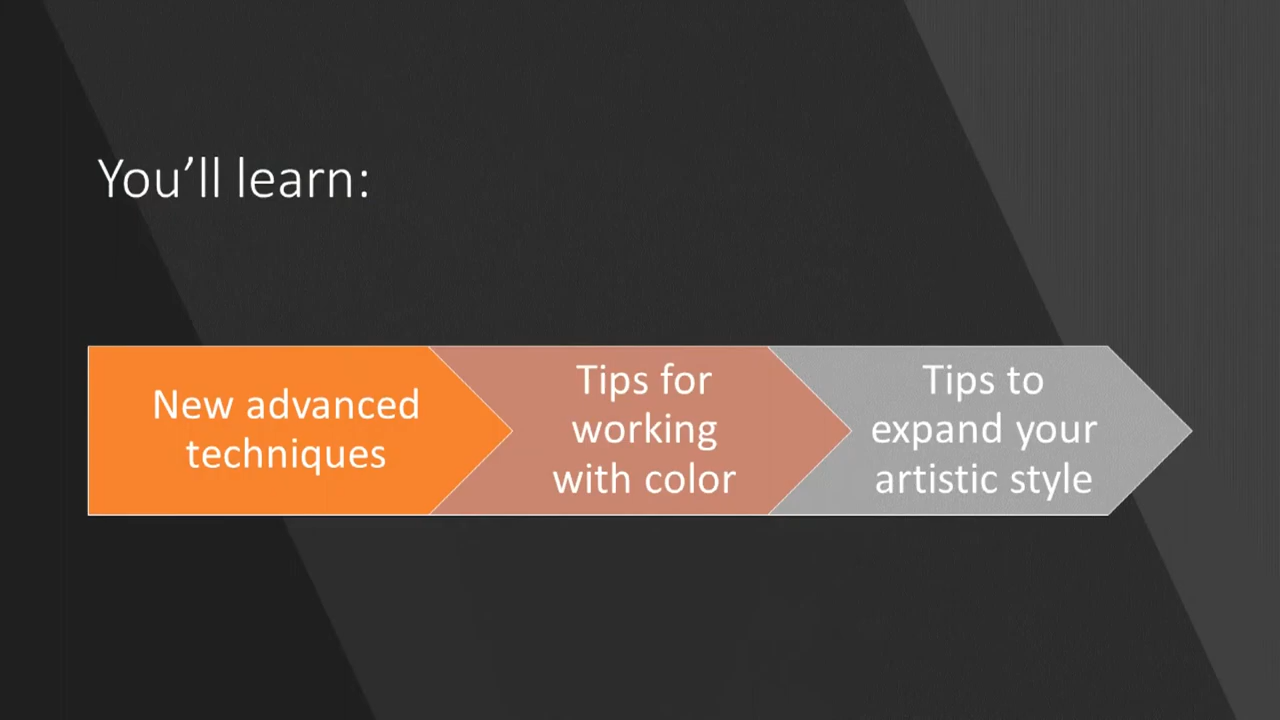 You’ll learn:
New advanced
techniques
Tips for
working
with color
Tips to
expand your
artistic style